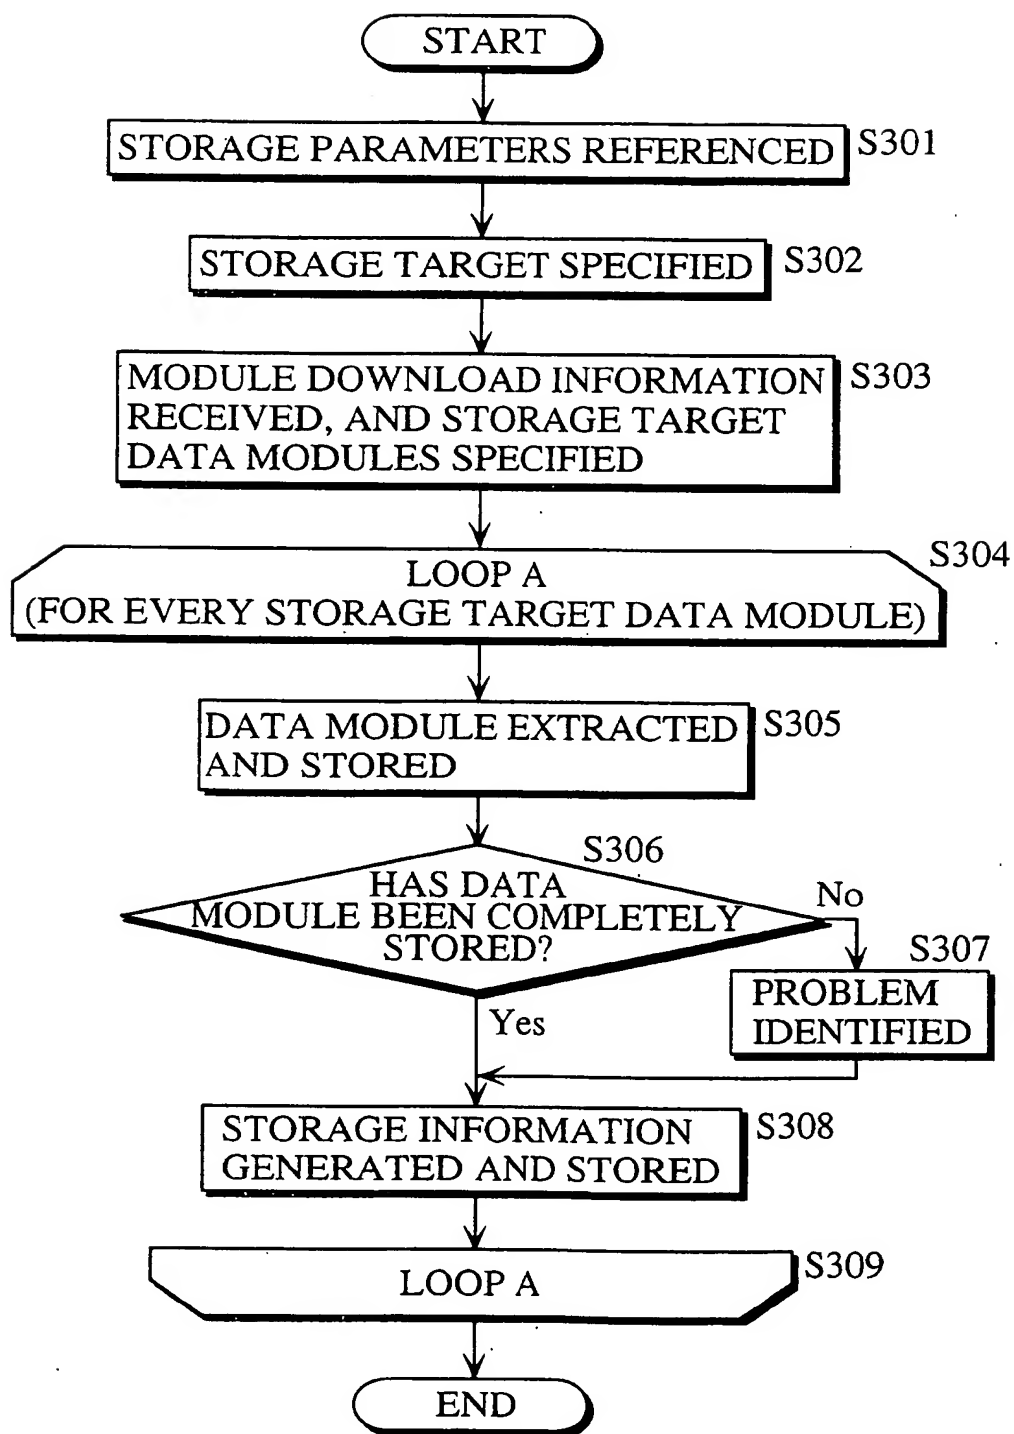 START
STORAGE PARAMETERS REFERENCED
S301
STORAGE TARGET SPECIFIED
S302
MODULE DOWNLOAD INFORMATION
RECEIVED, AND STORAGE TARGET
DATA MODULES SPECIFIED
S303
S304
LOOP A
(FOR EVERY STORAGE TARGET DATA MODULE)
DATA MODULE EXTRACTED
AND STORED
S305
S306
HAS DATA
MODULE BEEN COMPLETELY
STORED?
No
S307
PROBLEM
IDENTIFIED
Yes
STORAGE INFORMATION
GENERATED AND STORED
S308
LOOP A
S309
END